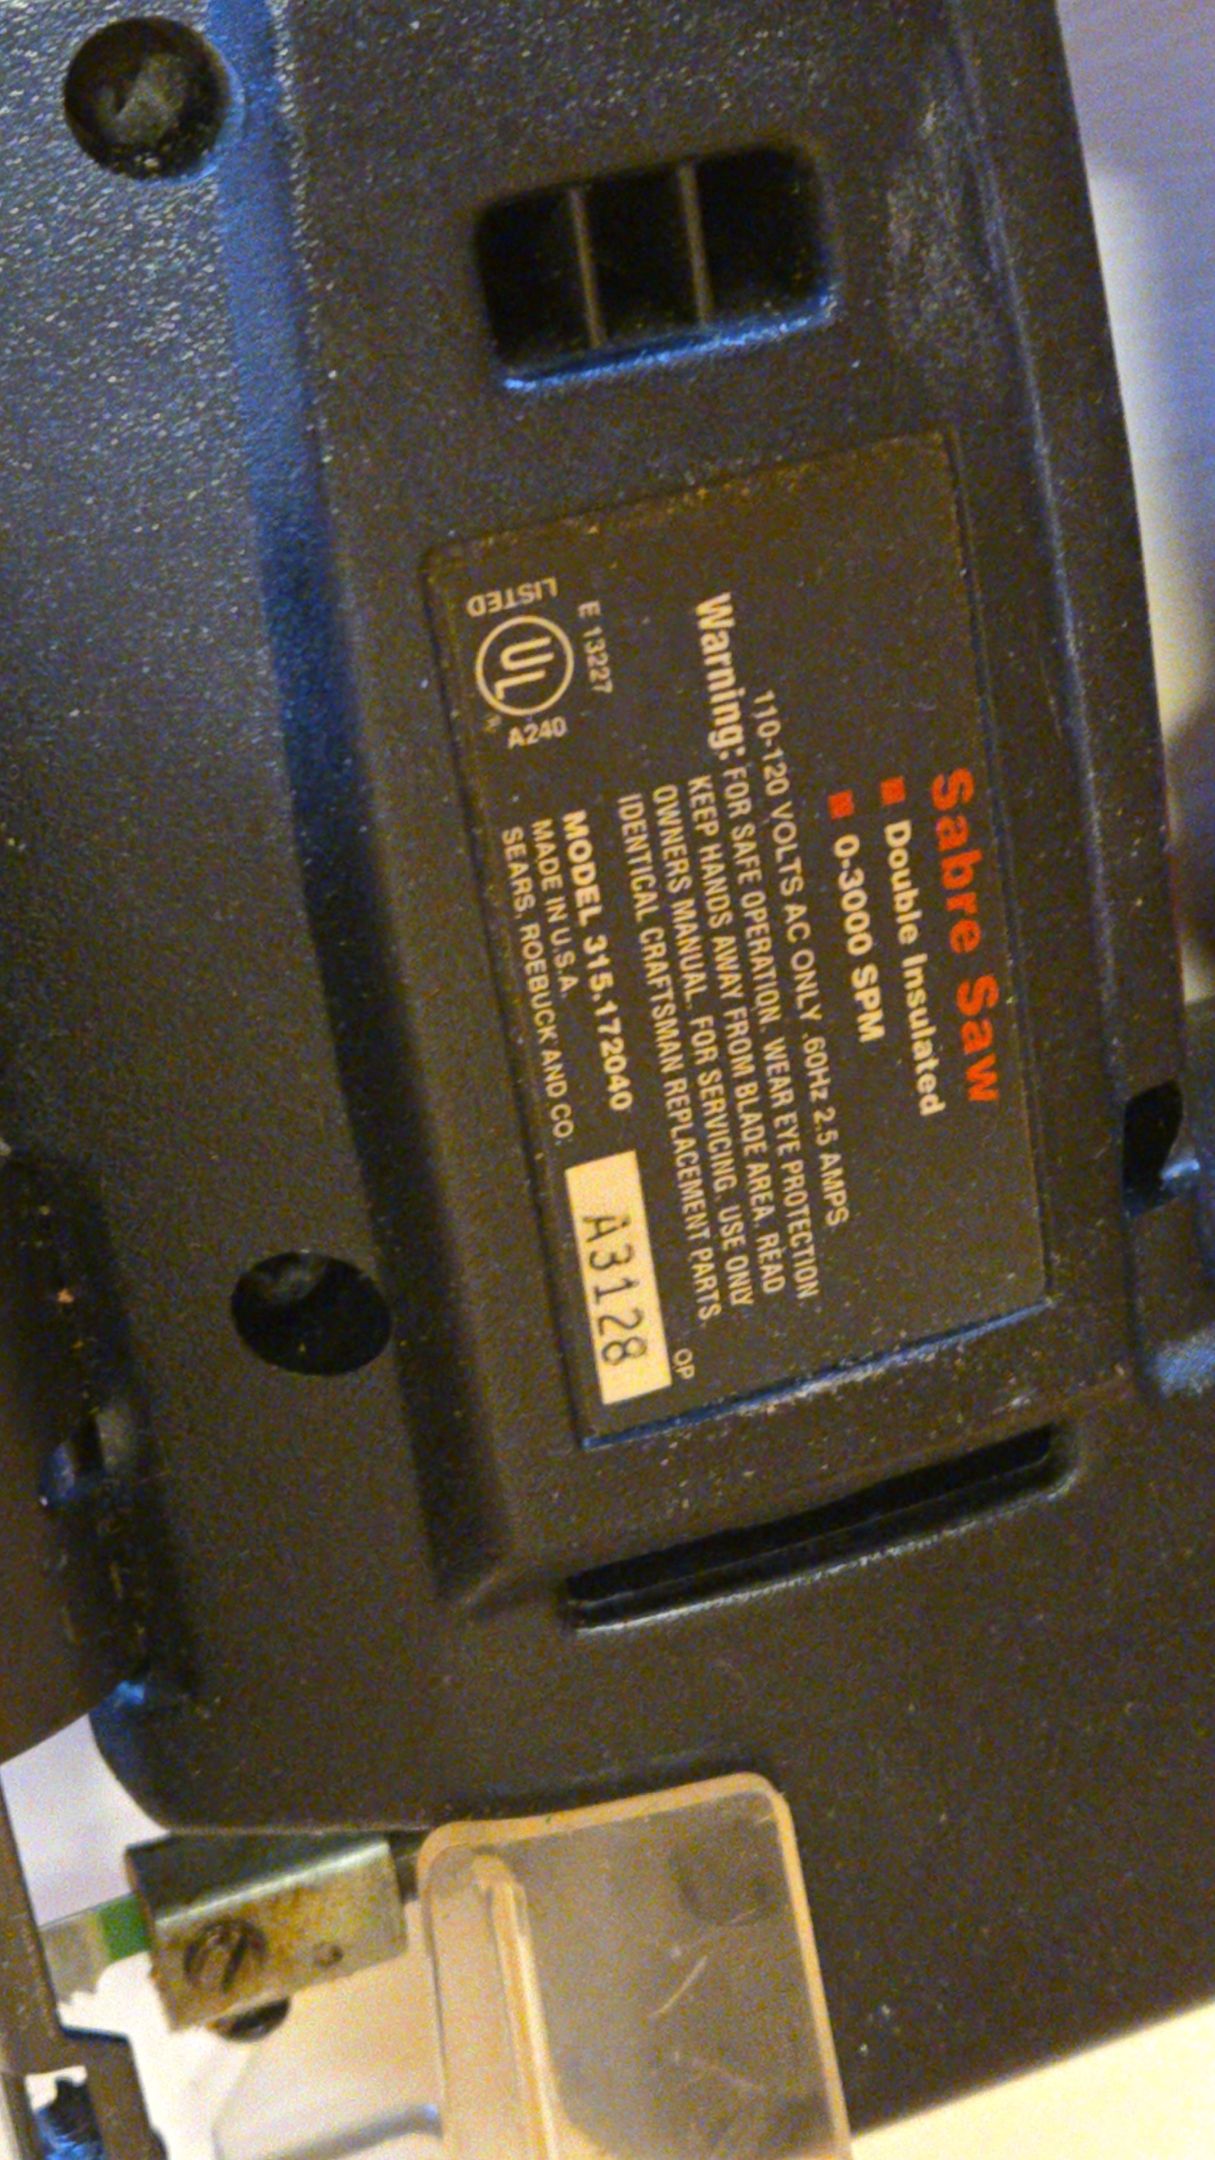 Sabre Saw
Double Insulated
0-3000 SPM
110-120 VOLTS AC ONLY .60Hz 2.5 AMPS
Warning: FOR SAFE OPERATION. WEAR EYE PROTECTION.
KEEP HANDS AWAY FROM BLADE AREA. READ
OWNERS MANUAL. FOR SERVICING. USE ONLY
IDENTICAL CRAFTSMAN REPLACEMENT PARTS.
E 13227
LISTED
UL
®
A240
MODEL 315.172040
MADE IN U.S.A.
SEARS, ROEBUCK AND CO.
OP
A3128